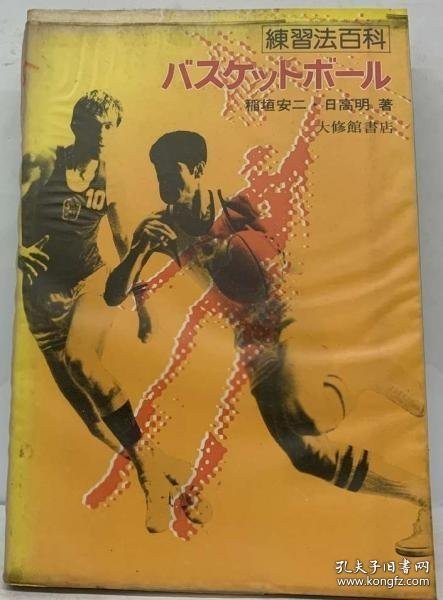 練習法百科
バスケットボール
稲垣安二・日高明 著
大修館書店
10
孔夫子旧书网
www.kongfz.com